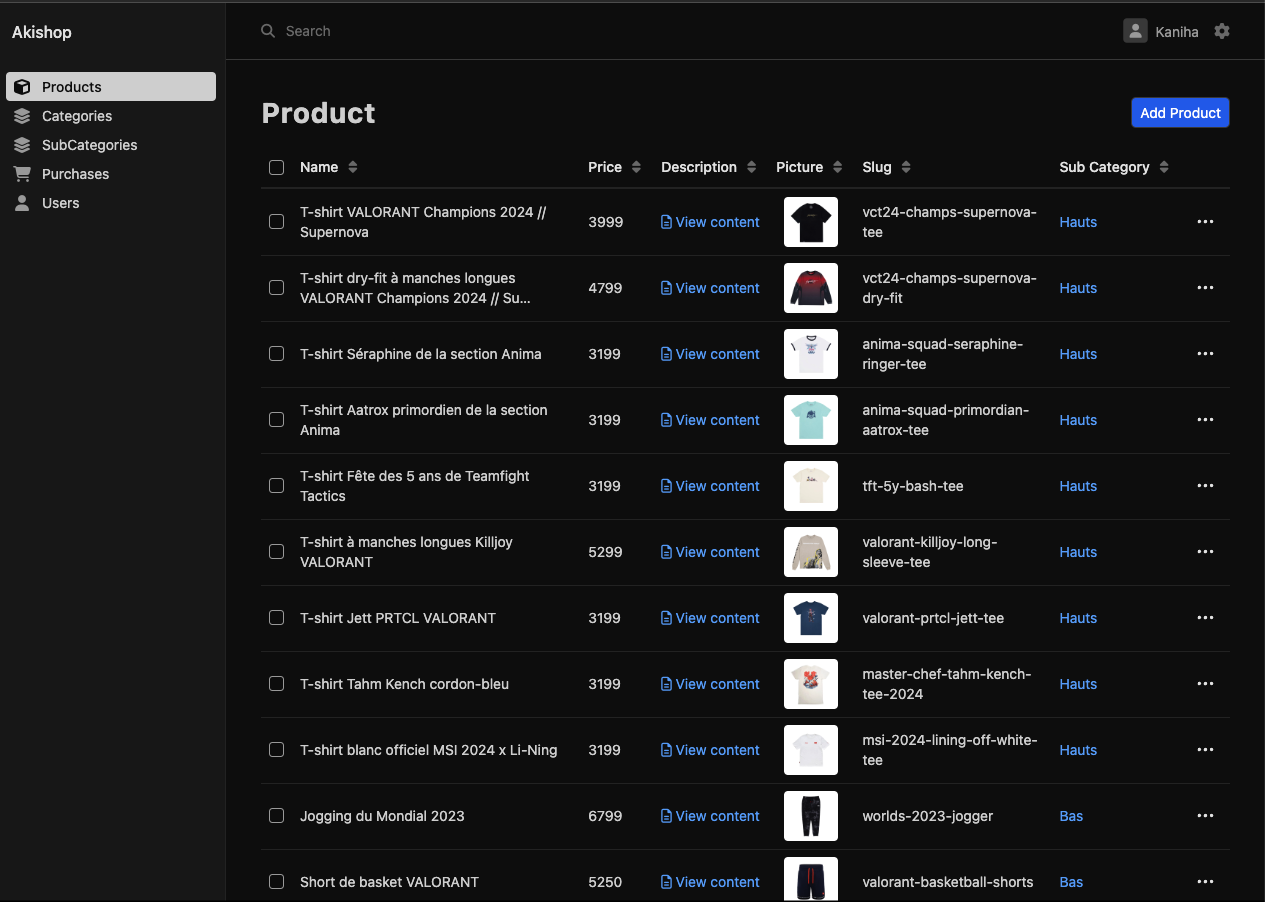 Akishop
Search
Kaniha
Products
Categories
SubCategories
Purchases
Users
Product
Add Product
Name Price Description Picture Slug Sub Category
T-shirt VALORANT Champions 2024 //
Supernova
3999 View content
vct24-champs-supernova-
tee
Hauts
T-shirt dry-fit à manches longues
VALORANT Champions 2024 // Su...
4799 View content
vct24-champs-supernova-
dry-fit
Hauts
T-shirt Séraphine de la section Anima
3199 View content
anima-squad-seraphine-
ringer-tee
Hauts
T-shirt Aatrox primordien de la section
Anima
3199 View content
anima-squad-primordian-
aatrox-tee
Hauts
T-shirt Fête des 5 ans de Teamfight
Tactics
3199 View content
tft-5y-bash-tee
Hauts
T-shirt à manches longues Killjoy
VALORANT
5299 View content
valorant-killjoy-long-
sleeve-tee
Hauts
T-shirt Jett PRTCL VALORANT
3199 View content
valorant-prtcl-jett-tee
Hauts
T-shirt Tahm Kench cordon-bleu
3199 View content
master-chef-tahm-kench-
tee-2024
Hauts
T-shirt blanc officiel MSI 2024 x Li-Ning
3199 View content
msi-2024-lining-off-white-
tee
Hauts
Jogging du Mondial 2023
6799 View content
worlds-2023-jogger
Bas
Short de basket VALORANT
5250 View content
valorant-basketball-shorts
Bas